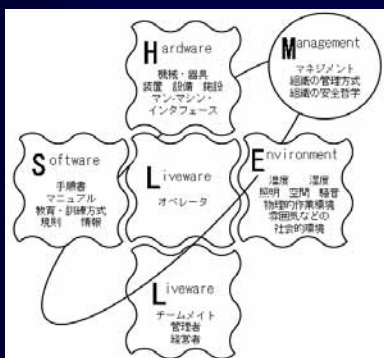 Hardware
機械・器具
装置 設備 施設
マン-マシン・
インタフェース
Management
マネジメント
組織の管理方式
組織の安全哲学
Software
手順書
マニュアル
教育・訓練方式
規則 情報
Liveware
オペレータ
Environment
温度 湿度
照明 空間 騒音
物理的作業環境
雰囲気などの
社会的環境
Liveware
チームメイト
管理者
経営者